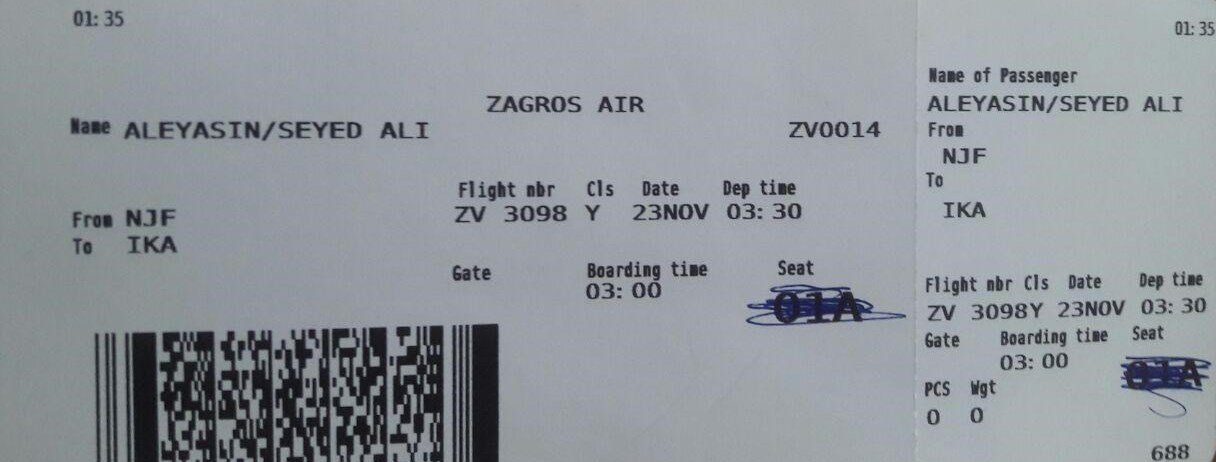 01:35
ZAGROS AIR
Name ALEYASIN/SEYED ALI
ZV0014
From NJF
To IKA
Flight nbr Cls Date Dep time
ZV 3098 Y 23NOV 03:30
Gate Boarding time Seat
03:00 01A
01:35
Name of Passenger
ALEYASIN/SEYED ALI
From
NJF
To
IKA
Flight nbr Cls Date Dep time
ZV 3098Y 23NOV 03:30
Gate Boarding time Seat
03:00 01A
PCS Wgt
0 0
688